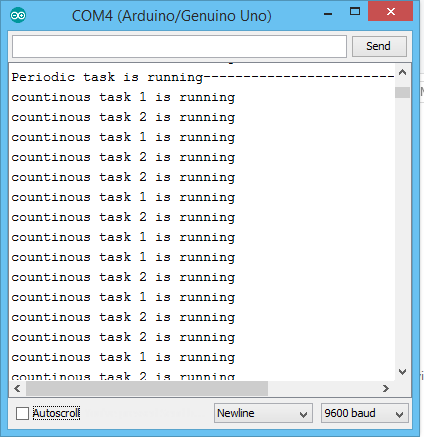 COM4 (Arduino/Genuino Uno)
Send
Periodic task is running---------------------------
countinous task 1 is running
countinous task 2 is running
countinous task 1 is running
countinous task 2 is running
countinous task 2 is running
countinous task 1 is running
countinous task 2 is running
countinous task 1 is running
countinous task 1 is running
countinous task 2 is running
countinous task 1 is running
countinous task 2 is running
countinous task 2 is running
countinous task 1 is running
countinous task 2 is running
Autoscroll
Newline
9600 baud